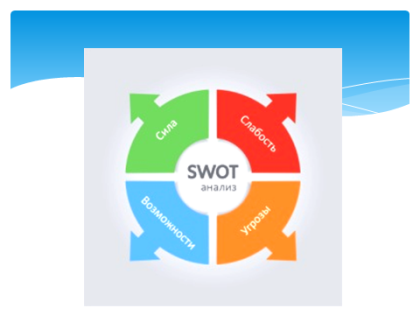 Сила
Слабость
SWOT
анализ
Возможности
Угрозы